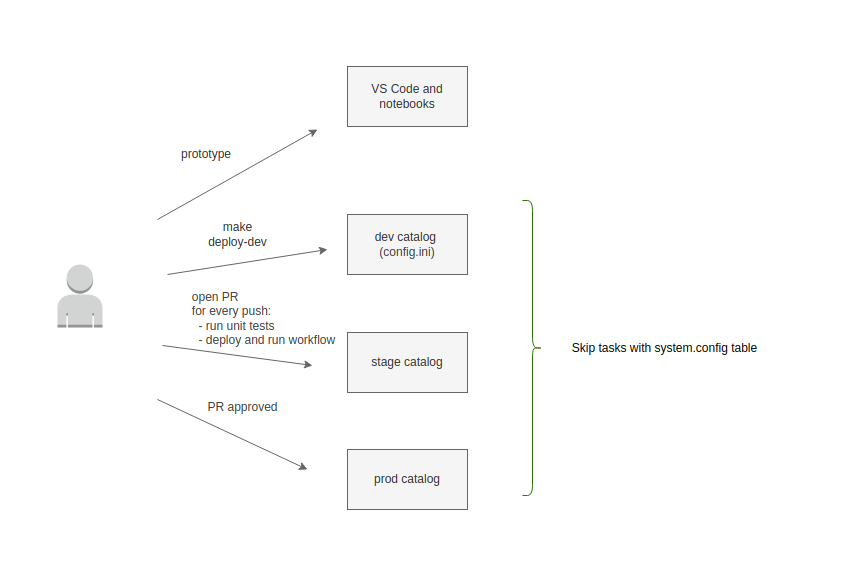 VS Code and
notebooks
prototype
make
deploy-dev
dev catalog
(config.ini)
open PR
for every push:
- run unit tests
- deploy and run workflow
stage catalog
Skip tasks with system.config table
PR approved
prod catalog